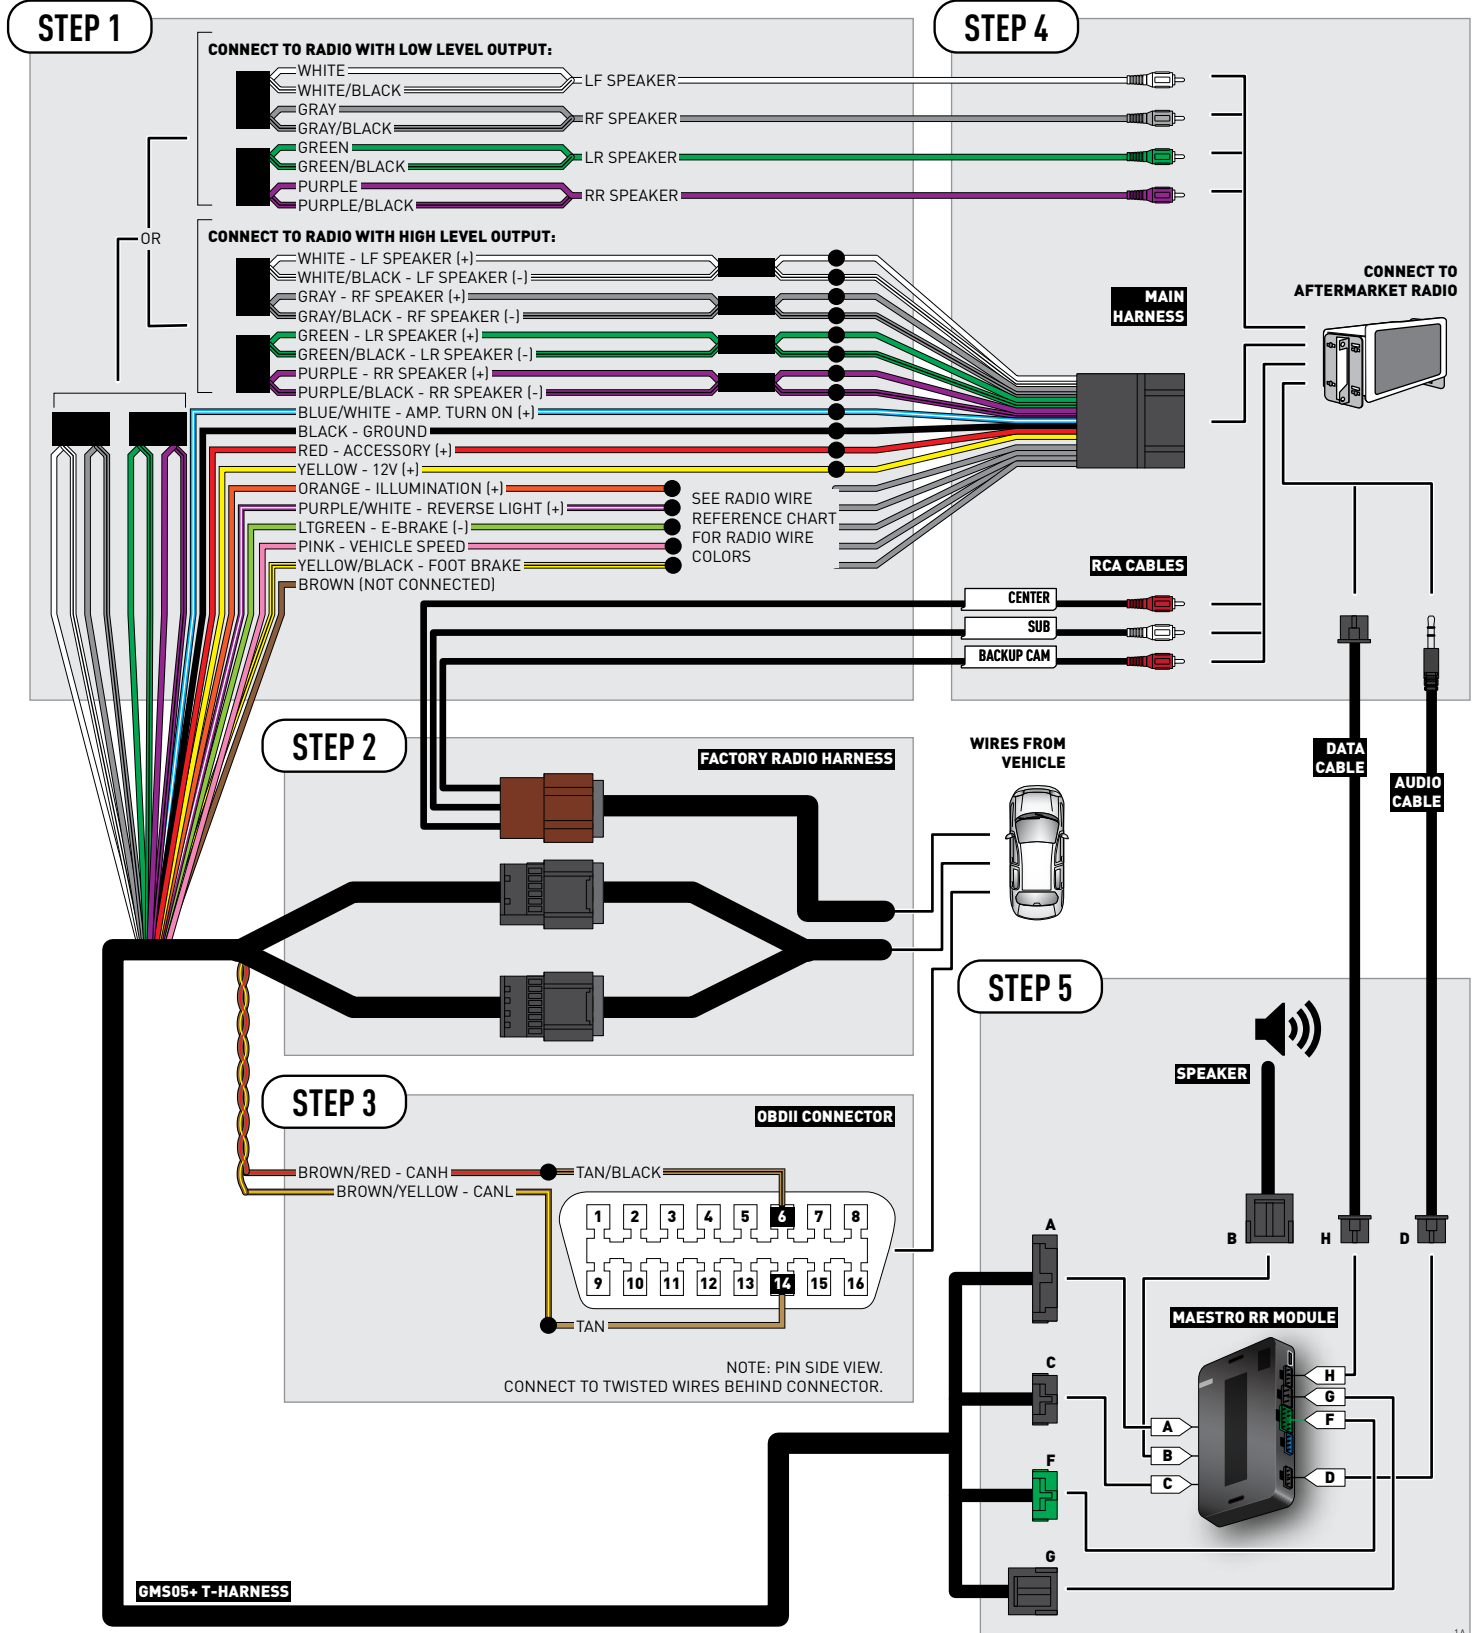 STEP 1
CONNECT TO RADIO WITH LOW LEVEL OUTPUT:
WHITE
WHITE/BLACK
LF SPEAKER
GRAY
GRAY/BLACK
RF SPEAKER
GREEN
GREEN/BLACK
LR SPEAKER
PURPLE
PURPLE/BLACK
RR SPEAKER
OR
CONNECT TO RADIO WITH HIGH LEVEL OUTPUT:
WHITE - LF SPEAKER (+)
WHITE/BLACK - LF SPEAKER (-)
GRAY - RF SPEAKER (+)
GRAY/BLACK - RF SPEAKER (-)
GREEN - LR SPEAKER (+)
GREEN/BLACK - LR SPEAKER (-)
PURPLE - RR SPEAKER (+)
PURPLE/BLACK - RR SPEAKER (-)
BLUE/WHITE - AMP. TURN ON (+)
BLACK - GROUND
RED - ACCESSORY (+)
YELLOW - 12V (+)
ORANGE - ILLUMINATION (+)
PURPLE/WHITE - REVERSE LIGHT (+)
LTGREEN - E-BRAKE (-)
PINK - VEHICLE SPEED
YELLOW/BLACK - FOOT BRAKE
BROWN (NOT CONNECTED)
SEE RADIO WIRE
REFERENCE CHART
FOR RADIO WIRE
COLORS
STEP 4
MAIN
HARNESS
CONNECT TO
AFTERMARKET RADIO
RCA CABLES
CENTER
SUB
BACKUP CAM
DATA
CABLE
AUDIO
CABLE
STEP 2
FACTORY RADIO HARNESS
WIRES FROM
VEHICLE
STEP 3
OBDII CONNECTOR
BROWN/RED - CANH
TAN/BLACK
BROWN/YELLOW - CANL
1 2 3 4 5 6 7 8
9 10 11 12 13 14 15 16
TAN
NOTE: PIN SIDE VIEW.
CONNECT TO TWISTED WIRES BEHIND CONNECTOR.
STEP 5
SPEAKER
B
H
D
A
C
F
G
MAESTRO RR MODULE
H
G
F
D
A
B
C
GMS05+ T-HARNESS
1A